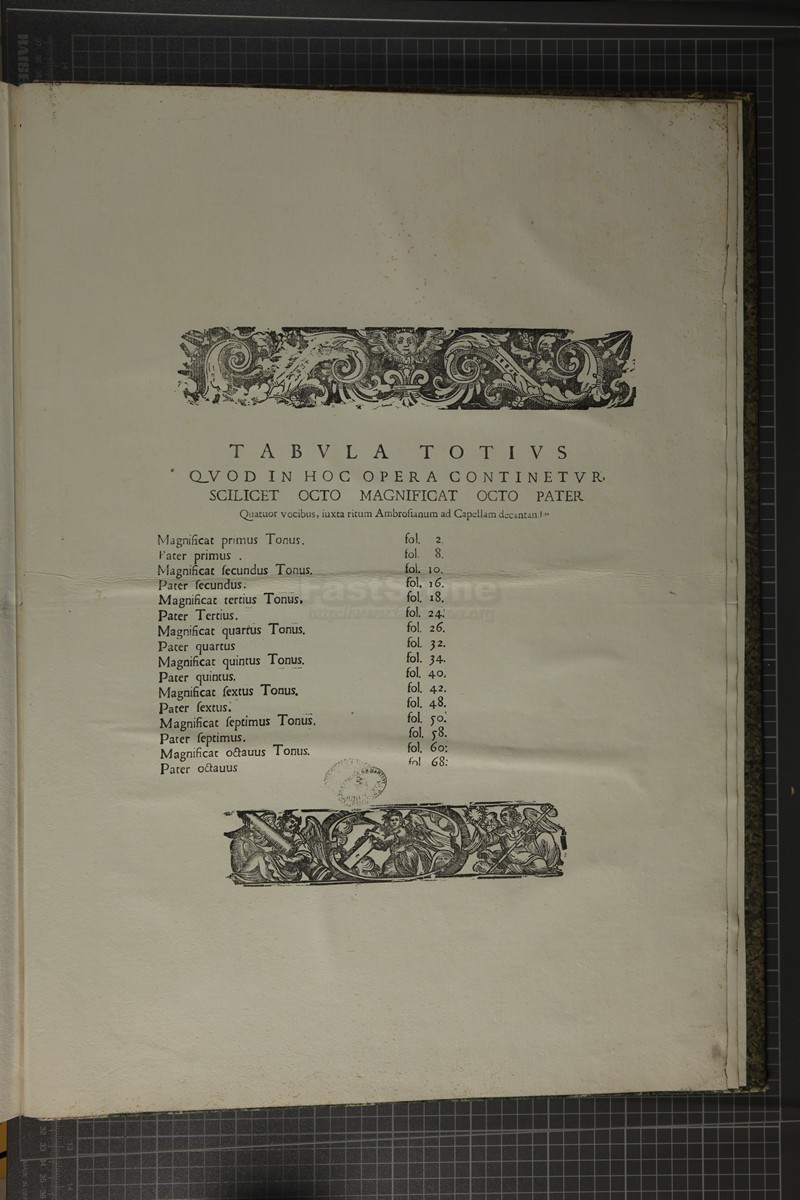 TABVLA TOTIVS
QVOD IN HOC OPERA CONTINETVR,
SCILICET OCTO MAGNIFICAT OCTO PATER
Quatuor vocibus, iuxta ritum Ambrosianum ad Capellam
Magnificat primus Tonus. fol. 2.
Pater primus . fol. 8.
Magnificat ſecundus Tonus. fol. 10.
Pater ſecundus. fol. 16.
Magnificat tertius Tonus. fol. 18.
Pater Tertius. fol. 24.
Magnificat quartus Tonus. fol. 26.
Pater quartus fol. 32.
Magnificat quintus Tonus. fol. 34.
Pater quintus. fol. 40.
Magnificat ſextus Tonus. fol. 42.
Pater ſextus. fol. 48.
Magnificat ſeptimus Tonus. fol. 50.
Pater ſeptimus. fol. 58.
Magnificat octauus Tonus. fol. 60:
Pater octauus fol 68:
FastStone